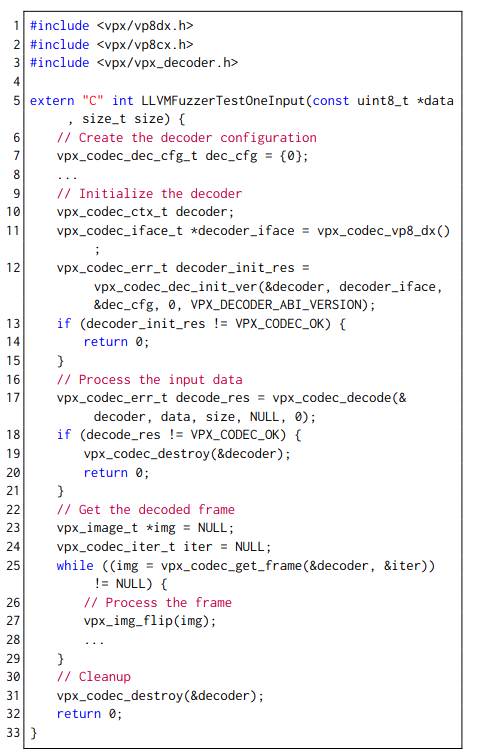 1 #include <vpx/vp8dx.h>
2 #include <vpx/vp8cx.h>
3 #include <vpx/vpx_decoder.h>
4
5 extern "C" int LLVMFuzzerTestOneInput(const uint8_t *data
, size_t size) {
6 // Create the decoder configuration
7 vpx_codec_dec_cfg_t dec_cfg = {0};
8 ...
9 // Initialize the decoder
10 vpx_codec_ctx_t decoder;
11 vpx_codec_iface_t *decoder_iface = vpx_codec_vp8_dx()
;
12 vpx_codec_err_t decoder_init_res =
vpx_codec_dec_init_ver(&decoder, decoder_iface,
&dec_cfg, 0, VPX_DECODER_ABI_VERSION);
13 if (decoder_init_res != VPX_CODEC_OK) {
14 return 0;
15 }
16 // Process the input data
17 vpx_codec_err_t decode_res = vpx_codec_decode(&
decoder, data, size, NULL, 0);
18 if (decode_res != VPX_CODEC_OK) {
19 vpx_codec_destroy(&decoder);
20 return 0;
21 }
22 // Get the decoded frame
23 vpx_image_t *img = NULL;
24 vpx_codec_iter_t iter = NULL;
25 while ((img = vpx_codec_get_frame(&decoder, &iter))
!= NULL) {
26 // Process the frame
27 vpx_img_flip(img);
28 ...
29 }
30 // Cleanup
31 vpx_codec_destroy(&decoder);
32 return 0;
33 }